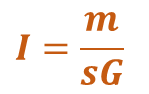 I = m / sG